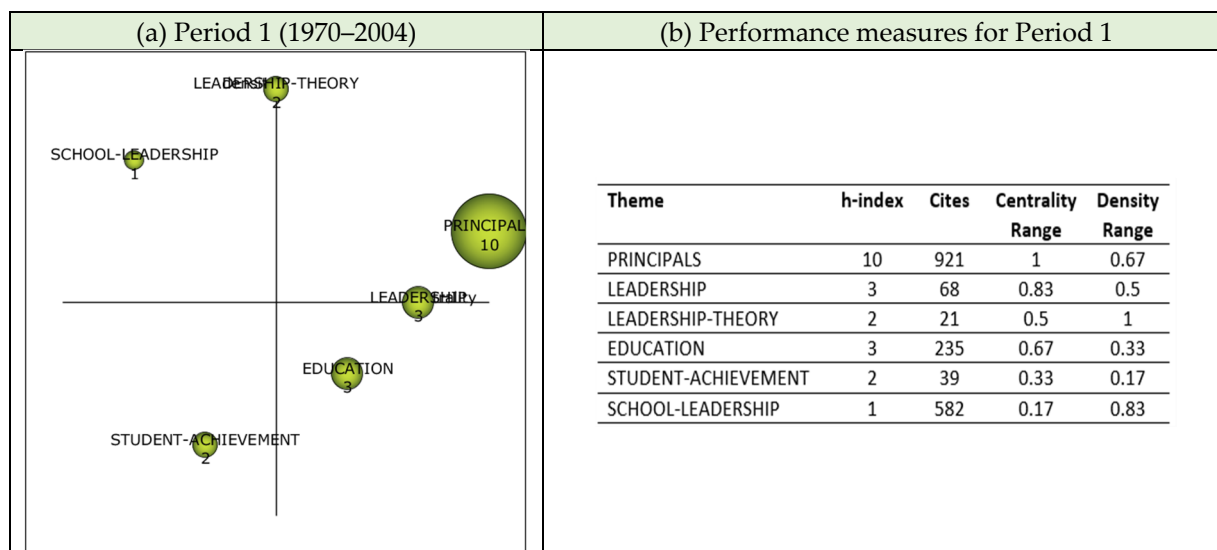 (a) Period 1 (1970–2004)
(b) Performance measures for Period 1
LEADERSHIP-THEORY
2
SCHOOL-LEADERSHIP
1
PRINCIPAL
10
LEADERSHIP
3
EDUCATION
3
STUDENT-ACHIEVEMENT
2
Theme h-index Cites Centrality Range Density Range
PRINCIPALS 10 921 1 0.67
LEADERSHIP 3 68 0.83 0.5
LEADERSHIP-THEORY 2 21 0.5 1
EDUCATION 3 235 0.67 0.33
STUDENT-ACHIEVEMENT 2 39 0.33 0.17
SCHOOL-LEADERSHIP 1 582 0.17 0.83